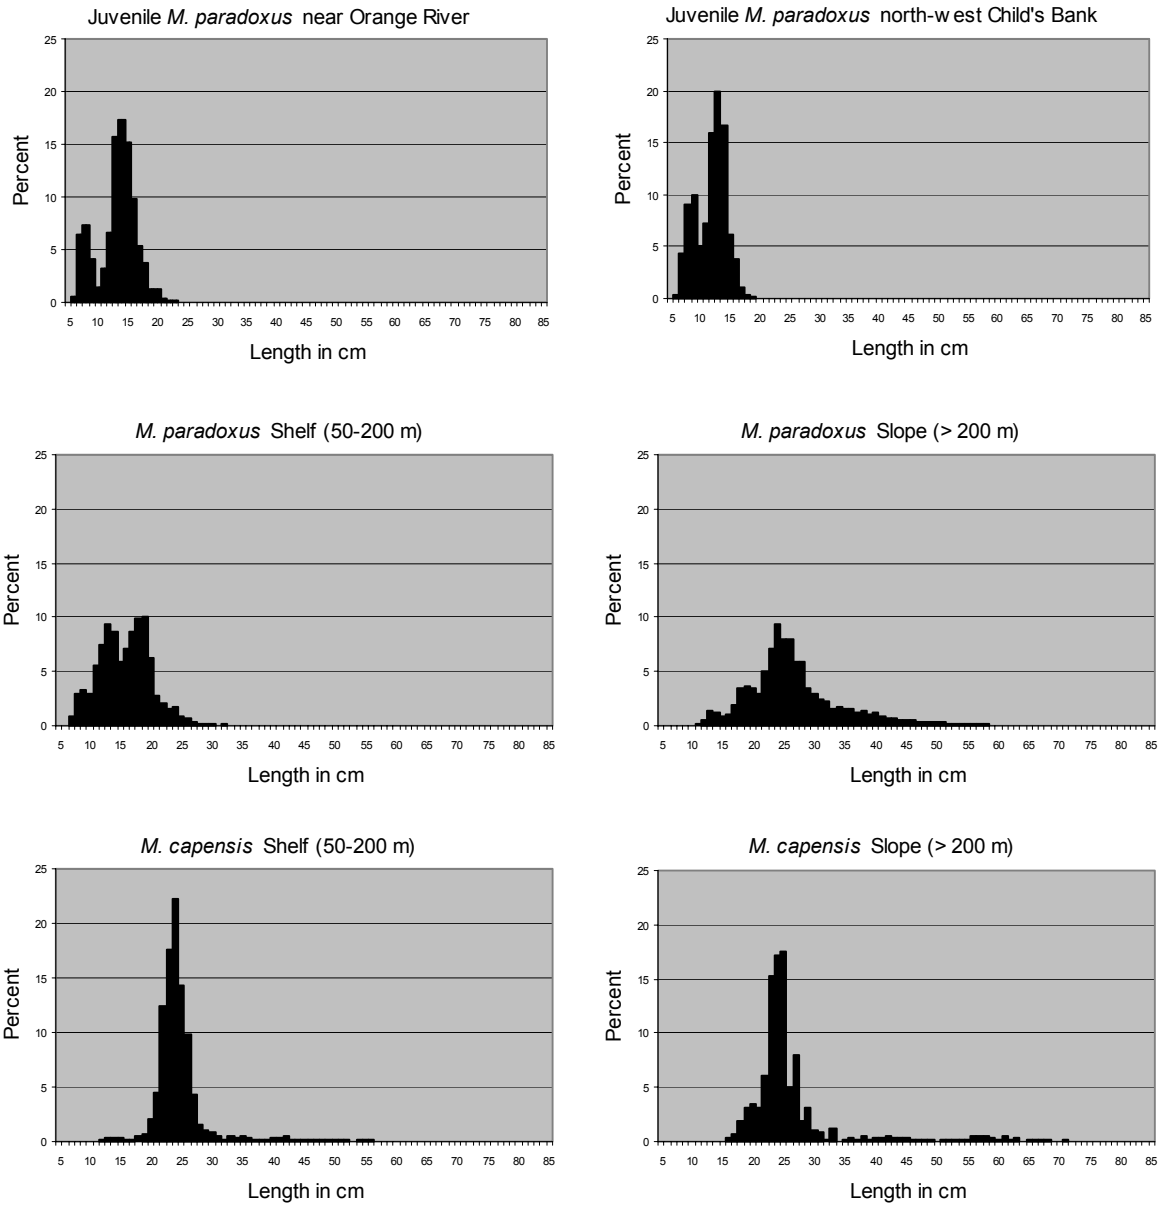 Juvenile M. paradoxus near Orange River
25
20
15
10
5
0
Percent
5 10 15 20 25 30 35 40 45 50 55 60 65 70 75 80 85
Length in cm
Juvenile M. paradoxus north-west Child's Bank
25
20
15
10
5
0
Percent
5 10 15 20 25 30 35 40 45 50 55 60 65 70 75 80 85
Length in cm
M. paradoxus Shelf (50-200 m)
25
20
15
10
5
0
Percent
5 10 15 20 25 30 35 40 45 50 55 60 65 70 75 80 85
Length in cm
M. paradoxus Slope (> 200 m)
25
20
15
10
5
0
Percent
5 10 15 20 25 30 35 40 45 50 55 60 65 70 75 80 85
Length in cm
M. capensis Shelf (50-200 m)
25
20
15
10
5
0
Percent
5 10 15 20 25 30 35 40 45 50 55 60 65 70 75 80 85
Length in cm
M. capensis Slope (> 200 m)
25
20
15
10
5
0
Percent
5 10 15 20 25 30 35 40 45 50 55 60 65 70 75 80 85
Length in cm